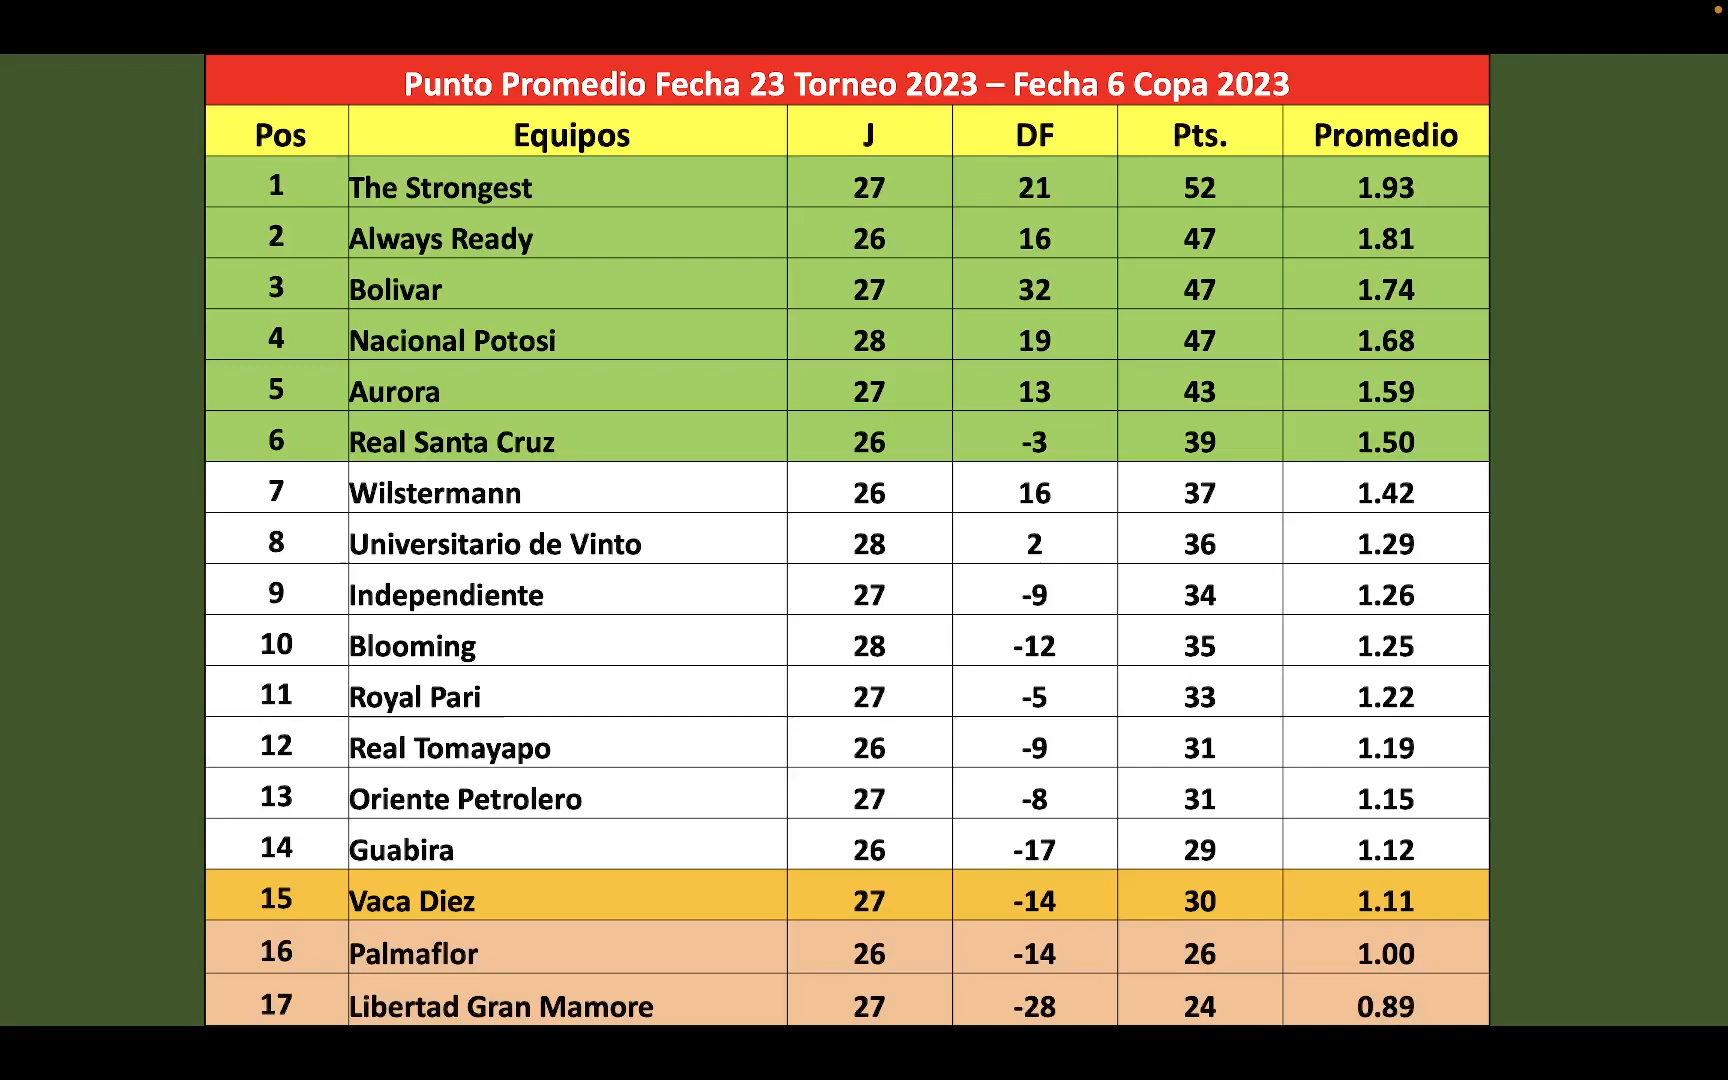 Punto Promedio Fecha 23 Torneo 2023 – Fecha 6 Copa 2023
Pos Equipos J DF Pts. Promedio
1 The Strongest 27 21 52 1.93
2 Always Ready 26 16 47 1.81
3 Bolivar 27 32 47 1.74
4 Nacional Potosi 28 19 47 1.68
5 Aurora 27 13 43 1.59
6 Real Santa Cruz 26 -3 39 1.50
7 Wilstermann 26 16 37 1.42
8 Universitario de Vinto 28 2 36 1.29
9 Independiente 27 -9 34 1.26
10 Blooming 28 -12 35 1.25
11 Royal Pari 27 -5 33 1.22
12 Real Tomayapo 26 -9 31 1.19
13 Oriente Petrolero 27 -8 31 1.15
14 Guabira 26 -17 29 1.12
15 Vaca Diez 27 -14 30 1.11
16 Palmaflor 26 -14 26 1.00
17 Libertad Gran Mamore 27 -28 24 0.89